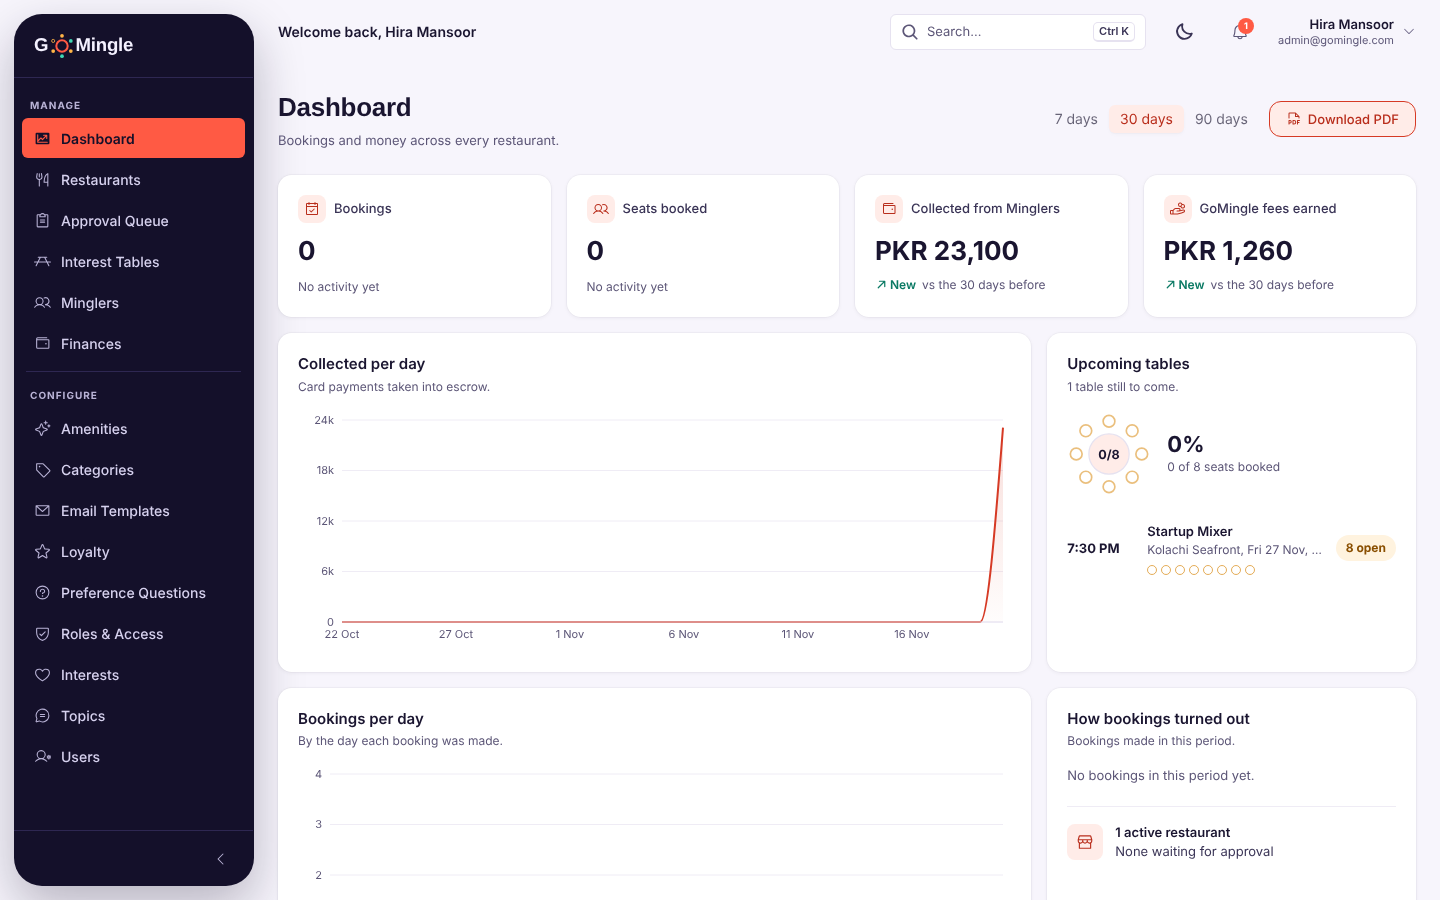 GoMingle
MANAGE
Dashboard
Restaurants
Approval Queue
Interest Tables
Minglers
Finances
CONFIGURE
Amenities
Categories
Email Templates
Loyalty
Preference Questions
Roles & Access
Interests
Topics
Users
Welcome back, Hira Mansoor
Search...
Ctrl K
1
Hira Mansoor
admin@gomingle.com
Dashboard
Bookings and money across every restaurant.
7 days
30 days
90 days
PDF
Download PDF
Bookings
0
No activity yet
Seats booked
0
No activity yet
Collected from Minglers
PKR 23,100
New vs the 30 days before
GoMingle fees earned
PKR 1,260
New vs the 30 days before
Collected per day
Card payments taken into escrow.
24k
18k
12k
6k
0
22 Oct
27 Oct
1 Nov
6 Nov
11 Nov
16 Nov
Upcoming tables
1 table still to come.
0/8
0%
0 of 8 seats booked
7:30 PM
Startup Mixer
Kolachi Seafront, Fri 27 Nov, ...
8 open
Bookings per day
By the day each booking was made.
4
3
2
How bookings turned out
Bookings made in this period.
No bookings in this period yet.
1 active restaurant
None waiting for approval